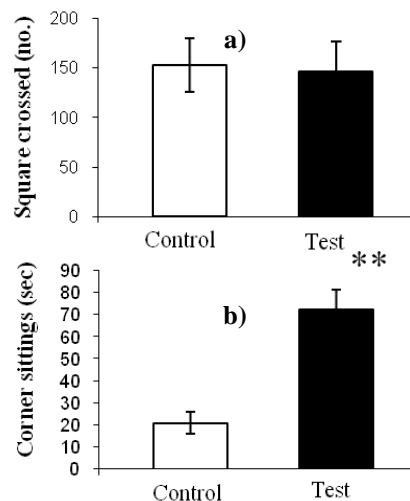 Square crossed (no.)
200
150
100
50
0
a)
Control
Test
Corner sittings (sec)
90
80
70
60
50
40
30
20
10
0
**
b)
Control
Test